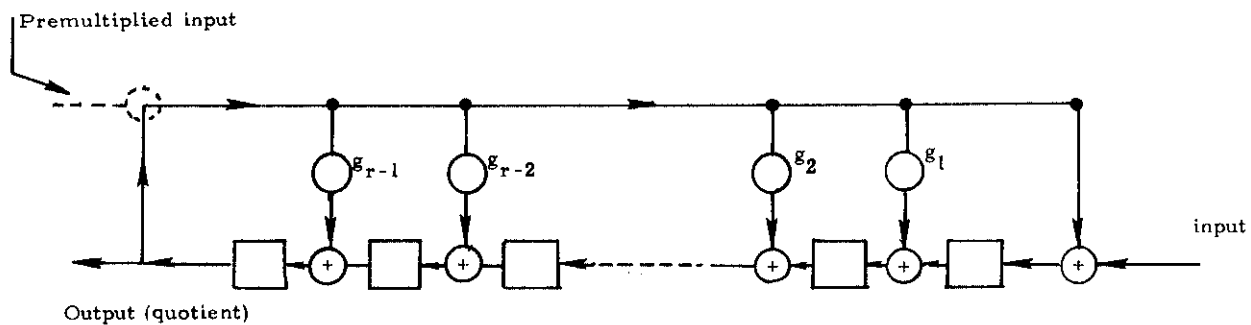 Premultiplied input
g_{r-1}
g_{r-2}
g_2
g_1
input
+
+
+
+
+
Output (quotient)